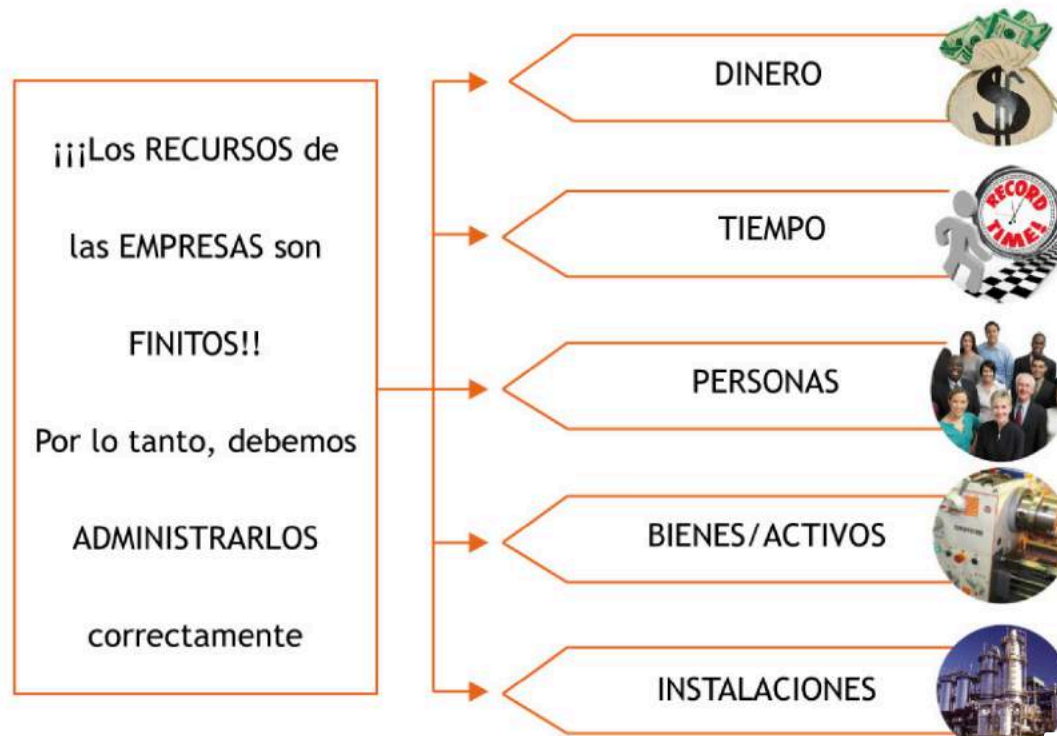 ¡¡¡Los RECURSOS de
las EMPRESAS son
FINITOS!!
Por lo tanto, debemos
ADMINISTRARLOS
correctamente
DINERO
$
TIEMPO
RECORD
TIME!
PERSONAS
BIENES/ACTIVOS
INSTALACIONES